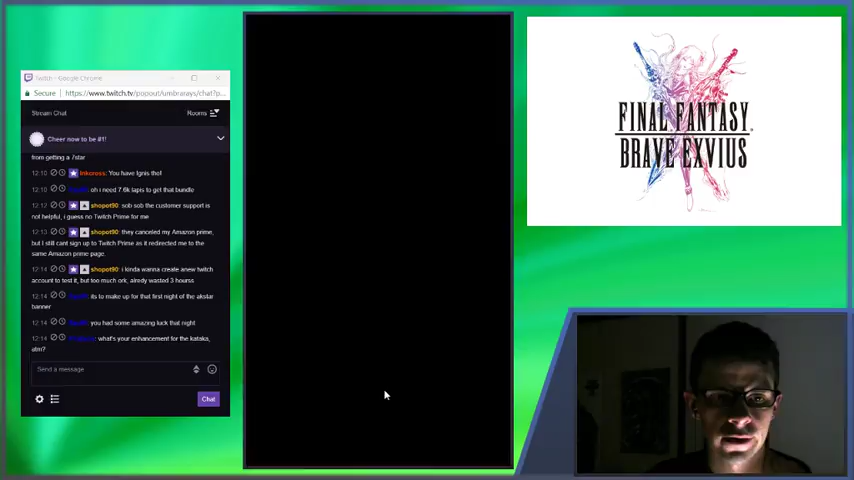 Twitch - Google Chrome
Secure
https://www.twitch.tv/popout/umbrarays/chat?p...
Stream Chat
Rooms
Cheer now to be #1!
from getting a 7star
12:10 Inkcross: You have Ignis tho!
12:10 oh i need 7.6k lapis to get that bundle
12:12 shopot90: sob sob the customer support is
not helpful, i guess no Twitch Prime for me
12:13 shopot90: they canceled my Amazon prime,
but I still cant sign up to Twitch Prime as it redirected me to the
same Amazon prime page.
12:14 shopot90: i kinda wanna create anew twitch
account to test it, but too much ork, alredy wasted 3 hourss
12:14 its to make up for that first night of the akstar
banner
12:14 you had some amazing luck that night!
12:14 what's your enhancement for the kataka,
atm?
Send a message
Chat
FINAL FANTASY
BRAVE EXVIUS